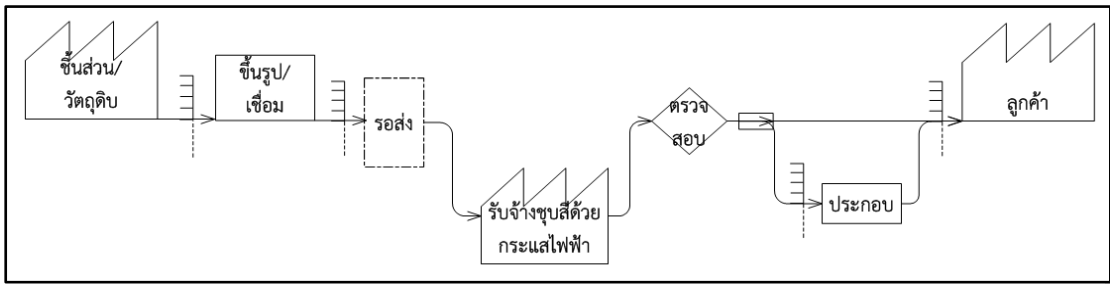 ชิ้นส่วน/
วัตถุดิบ
ขึ้นรูป/
เชื่อม
รอส่ง
รับจ้างชุบสีด้วย
กระแสไฟฟ้า
ตรวจ
สอบ
ประกอบ
ลูกค้า